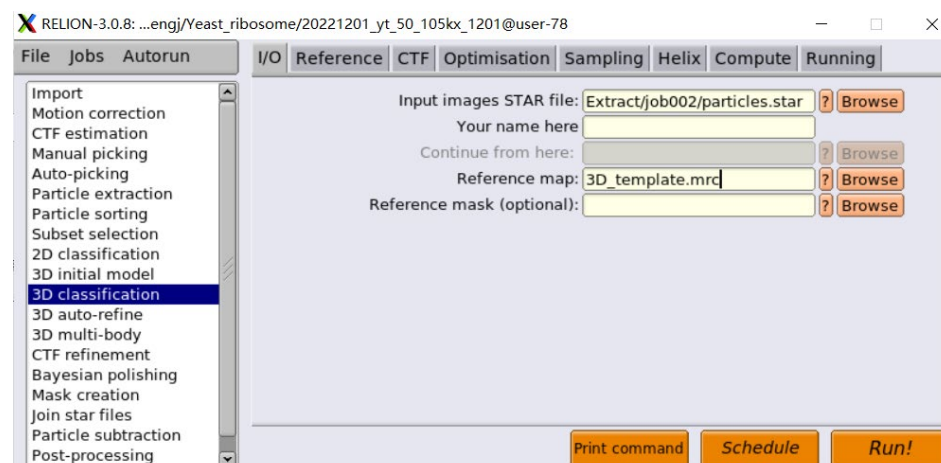 RELION-3.0.8: ...engj/Yeast_ribosome/20221201_yt_50_105kx_1201@user-78
File Jobs Autorun
I/O Reference CTF Optimisation Sampling Helix Compute Running
Import
Motion correction
CTF estimation
Manual picking
Auto-picking
Particle extraction
Particle sorting
Subset selection
2D classification
3D initial model
3D classification
3D auto-refine
3D multi-body
CTF refinement
Bayesian polishing
Mask creation
Join star files
Particle subtraction
Post-processing
Input images STAR file: Extract/job002/particles.star ? Browse
Your name here
Continue from here: ? Browse
Reference map: 3D_template.mrc ? Browse
Reference mask (optional): ? Browse
Print command Schedule Run!